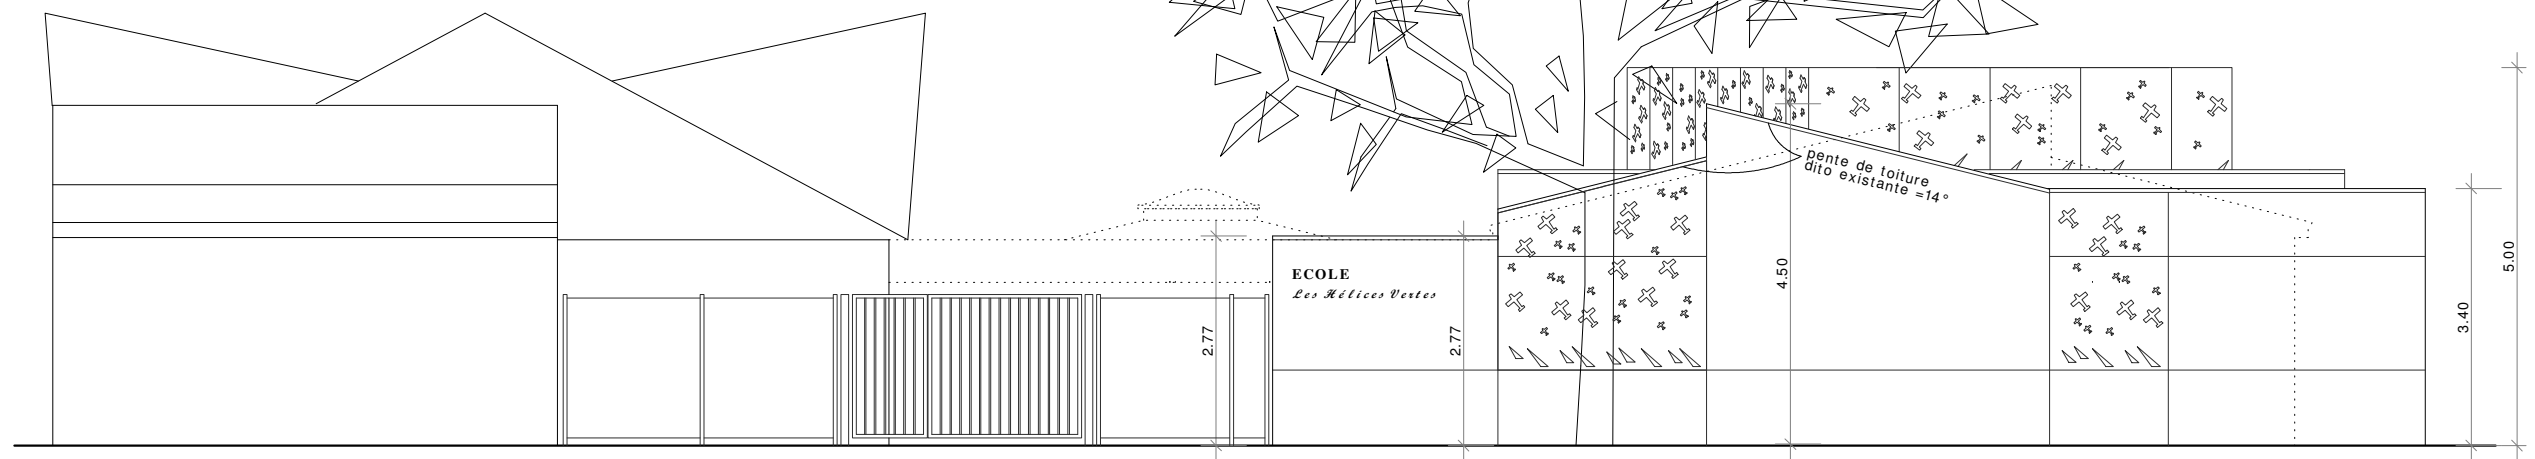 ECOLE
Les Hélices Vertes
pente de toiture
dito existante =14°
2.77
2.77
4.50
3.40
5.00